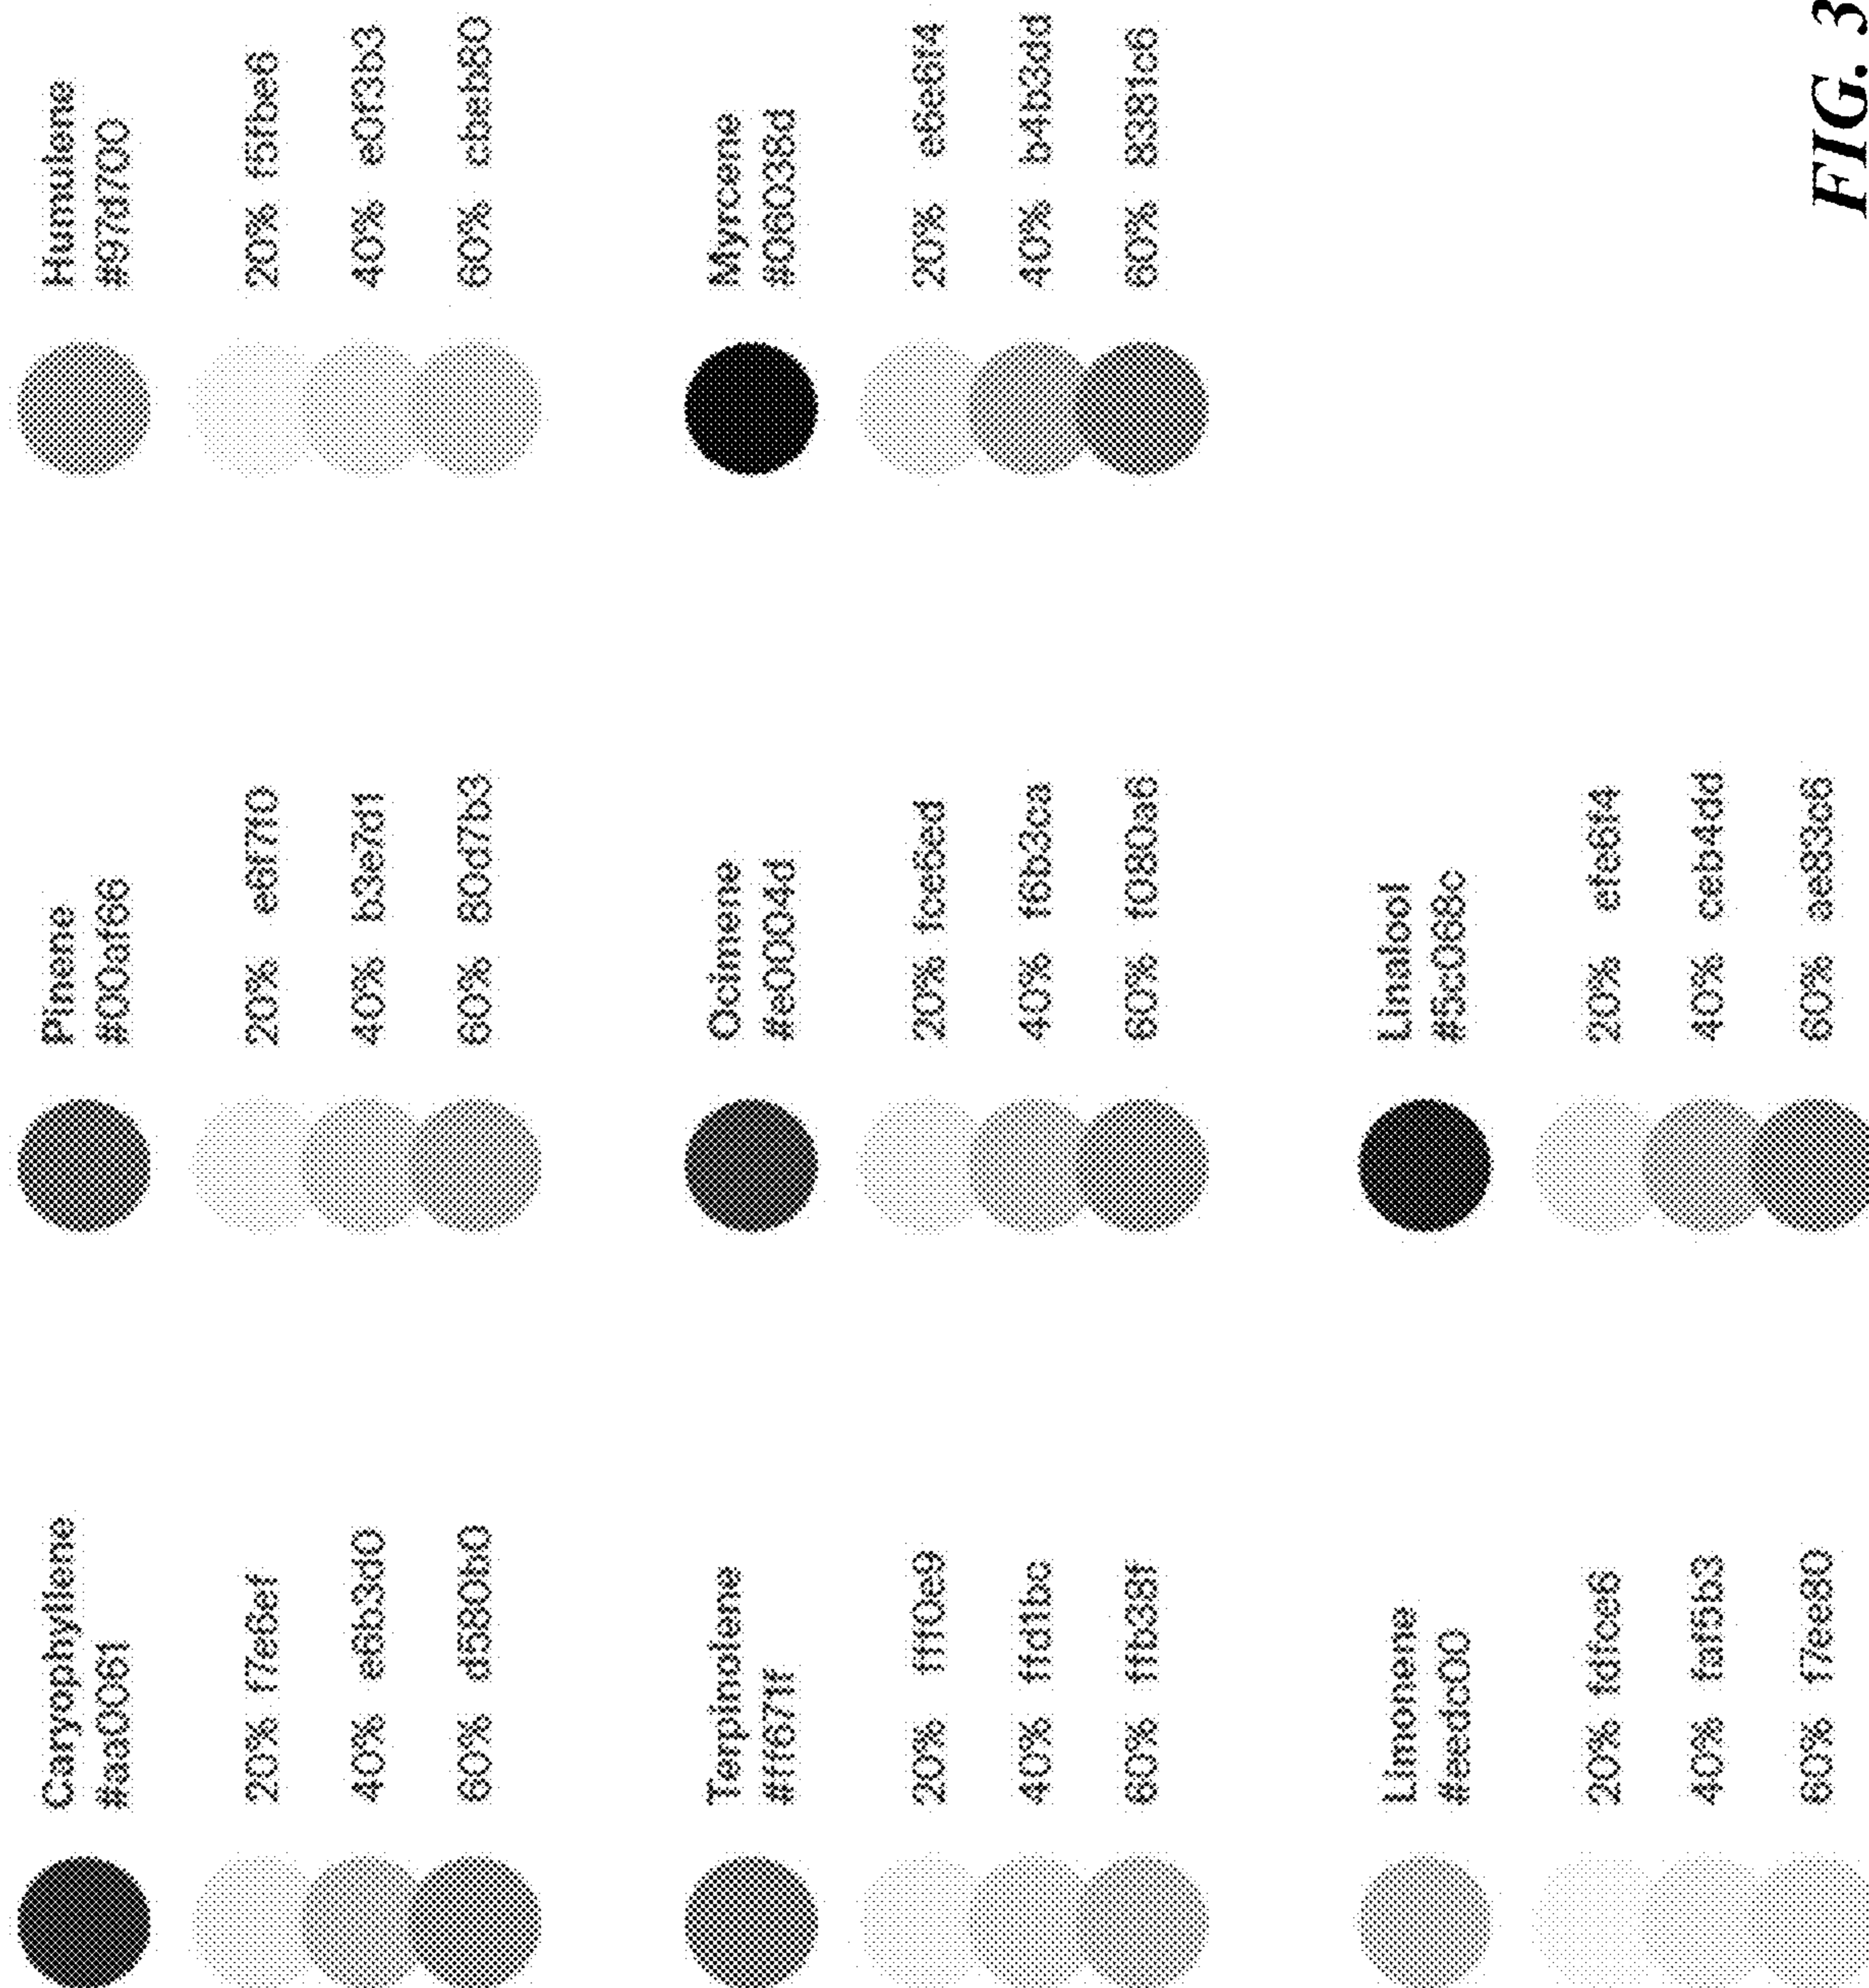 Caryophyllene
#aa0061
20% f7e6ef
40% e6b3d0
60% d580b0
Pinene
#00af66
20% e6f7f0
40% b3e7d1
60% 80d7b3
Humulene
#97d700
20% f5fbe6
40% e0f3b3
60% cbeb80
Terpinolene
#ff671f
20% fff0e9
40% ffd1bc
60% ffb38f
Ocimene
#e0004d
20% fce6ed
40% f6b3ca
60% f080a6
Myrcene
#06038d
20% e6e6f4
40% b4b3dd
60% 8381c6
Limonene
#eedc00
20% fdfce6
40% faf5b3
60% f7ee80
Linalool
#5c068c
20% efe6f4
40% ceb4dd
60% ae83c6
FIG. 3